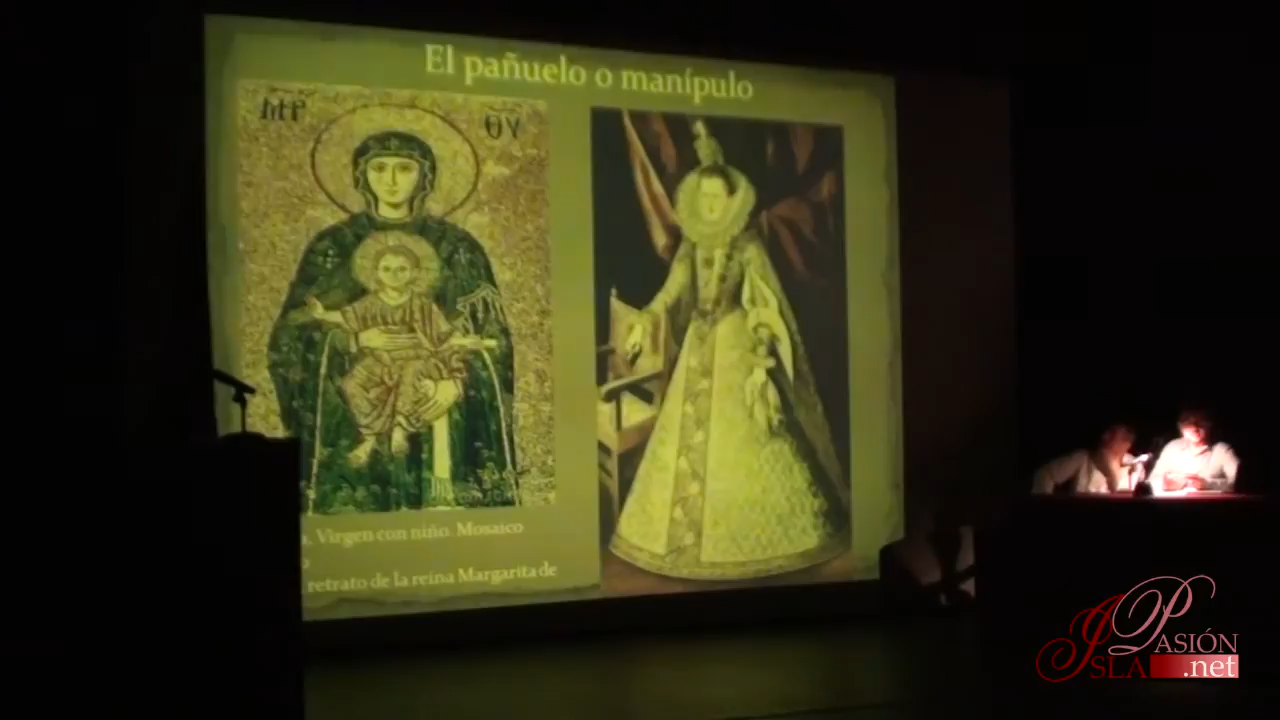 El pañuelo o manípulo
ΜΡ ΘΥ
Virgen con niño. Mosaico
retrato de la reina Margarita de
ISLA PASIÓN
.net